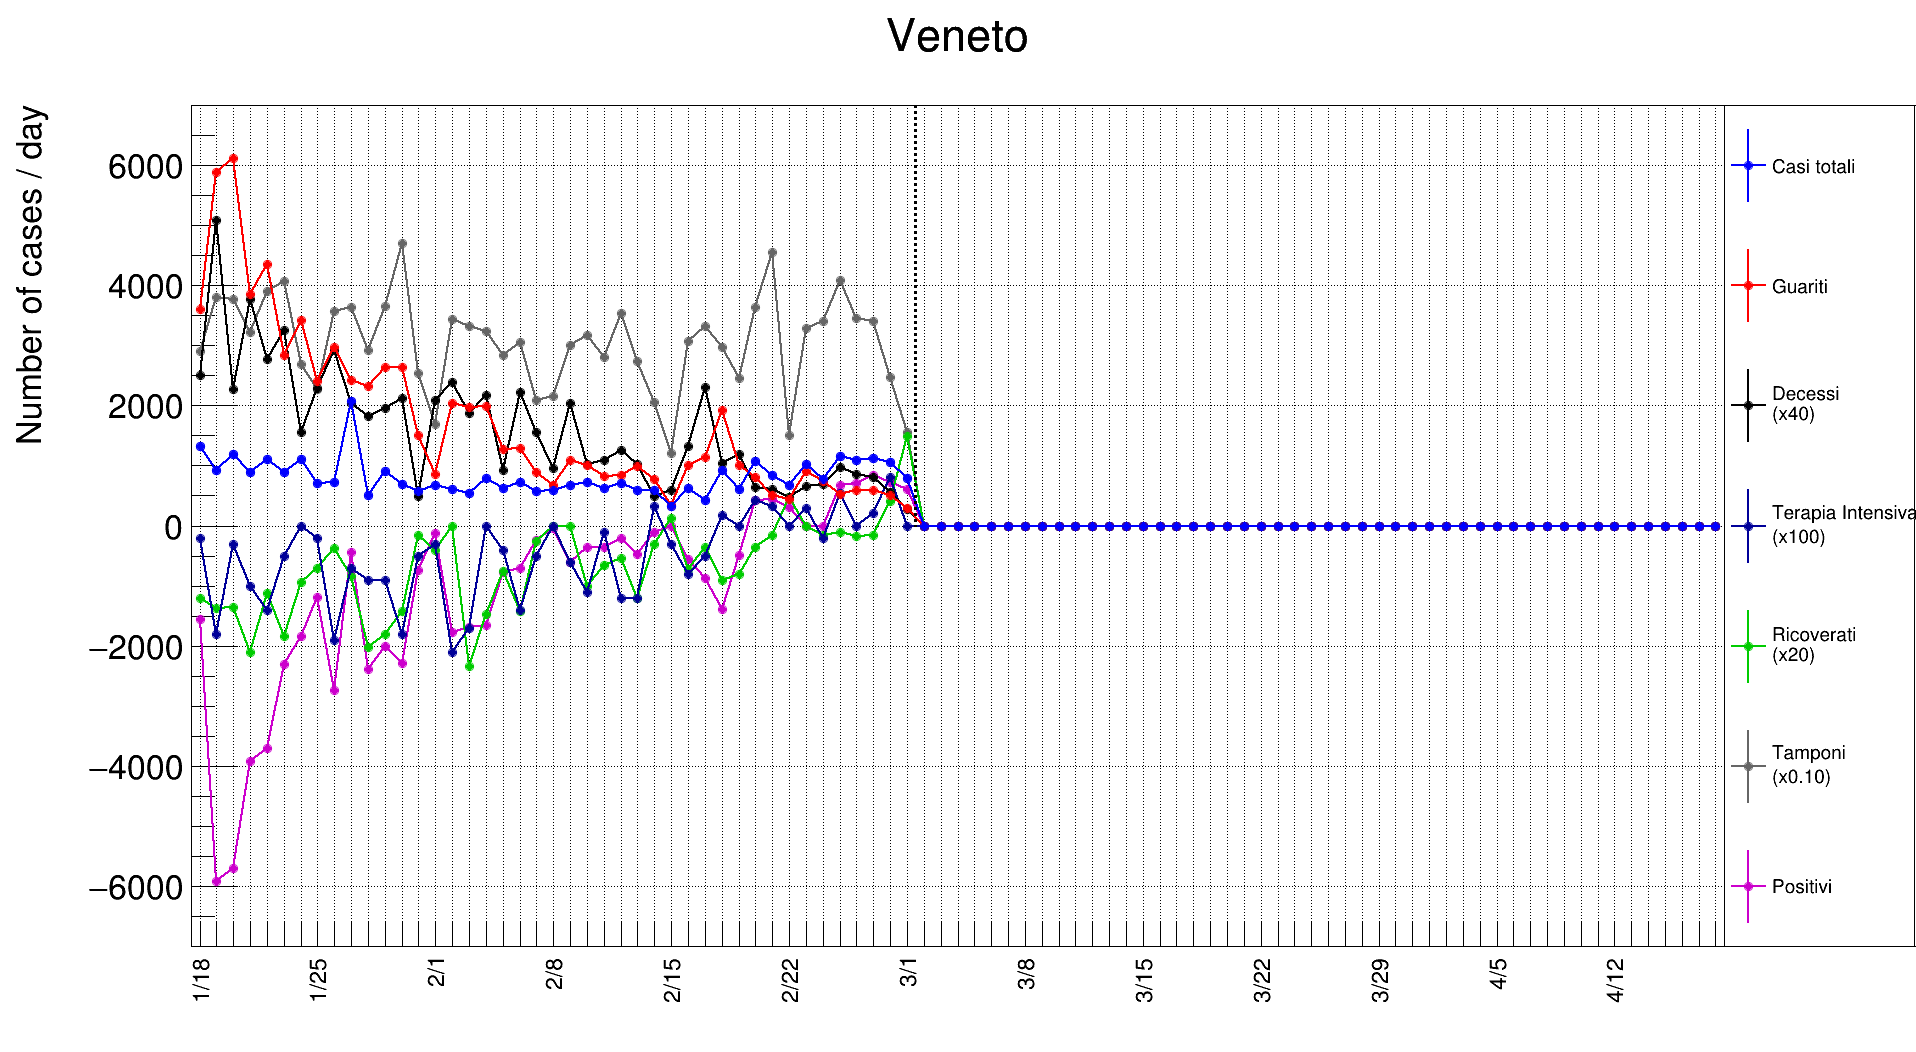 Veneto
Number of cases / day
6000
4000
2000
0
−2000
−4000
−6000
1/18
1/25
2/1
2/8
2/15
2/22
3/1
3/8
3/15
3/22
3/29
4/5
4/12
Casi totali
Guariti
Decessi
(x40)
Terapia Intensiva
(x100)
Ricoverati
(x20)
Tamponi
(x0.10)
Positivi